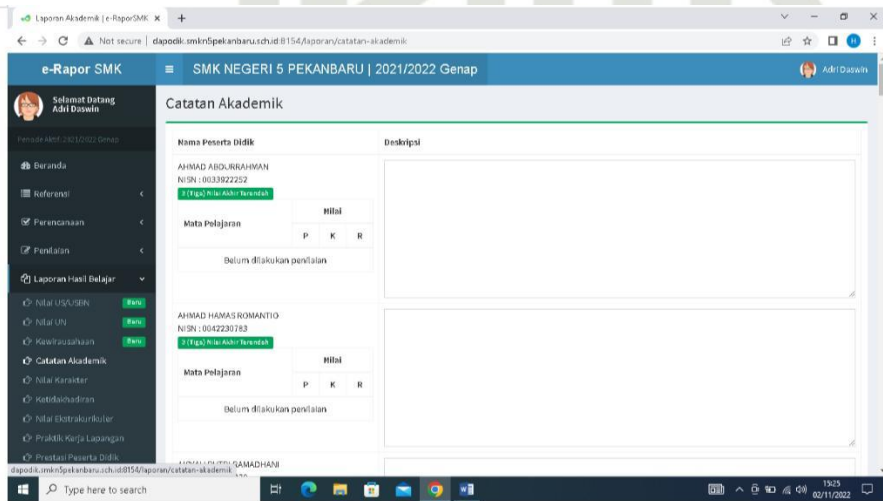 Laporan Akademik | e-RaporSMK
Not secure | dapodik.smkn5pekanbaru.sch.id:8154/laporan/catatan-akademik
e-Rapor SMK
SMK NEGERI 5 PEKANBARU | 2021/2022 Genap
Adri Daswin
Selamat Datang
Adri Daswin
Periode Aktif: 2021/2022 Genap
Catatan Akademik
Beranda
Referensi
Perencanaan
Penilaian
Laporan Hasil Belajar
Nilai US/USBN Baru
Nilai UN Baru
Kewirausahaan Baru
Catatan Akademik
Nilai Karakter
Ketidakhadiran
Nilai Ekstrakurikuler
Praktik Kerja Lapangan
Prestasi Peserta Didik
Nama Peserta Didik
Deskripsi
AHMAD ABDURRAHMAN
NISN : 0033922252
3 (Tiga) Nilai Akhir Terendah
Mata Pelajaran
Nilai
P K R
Belum dilakukan penilaian
AHMAD HAMAS ROMANTIO
NISN : 0042230783
3 (Tiga) Nilai Akhir Terendah
Mata Pelajaran
Nilai
P K R
Belum dilakukan penilaian
PUTRI RAMADHANI
dapodik.smkn5pekanbaru.sch.id:8154/laporan/catatan-akademik
Type here to search
15:25
02/11/2022